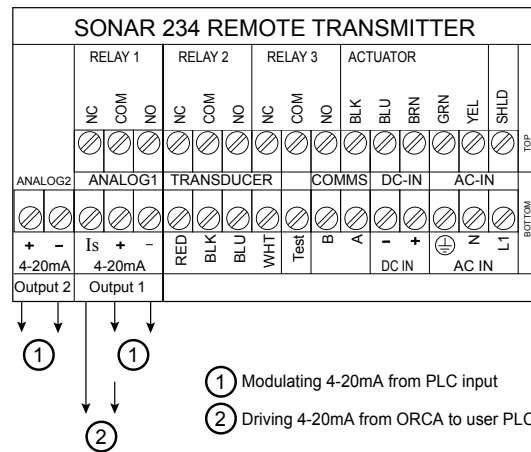 SONAR 234 REMOTE TRANSMITTER
RELAY 1 RELAY 2 RELAY 3 ACTUATOR
NC COM NO NC COM NO NC COM NO BLK BLU BRN GRN YEL SHLD
TOP
ANALOG2 ANALOG1 TRANSDUCER COMMS DC-IN AC-IN
BOTTOM
+ – Is + – RED BLK BLU WHT Test B A - + N L1
4-20mA 4-20mA DC IN AC IN
Output 2 Output 1
1 1
1 Modulating 4-20mA from PLC input
2
2 Driving 4-20mA from ORCA to user PLC